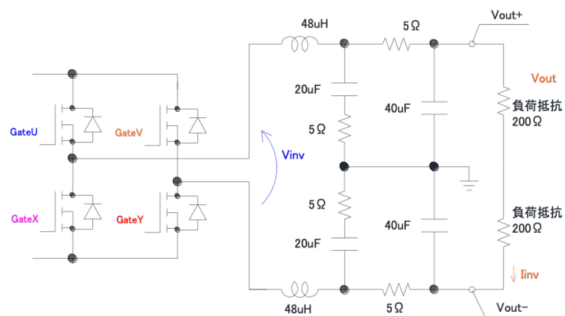 48uH
5Ω
Vout+
Vout
20uF
40uF
負荷抵抗
200Ω
GateU
GateV
5Ω
Vinv
GateX
GateY
5Ω
20uF
40uF
負荷抵抗
200Ω
Iinv
48uH
5Ω
Vout-